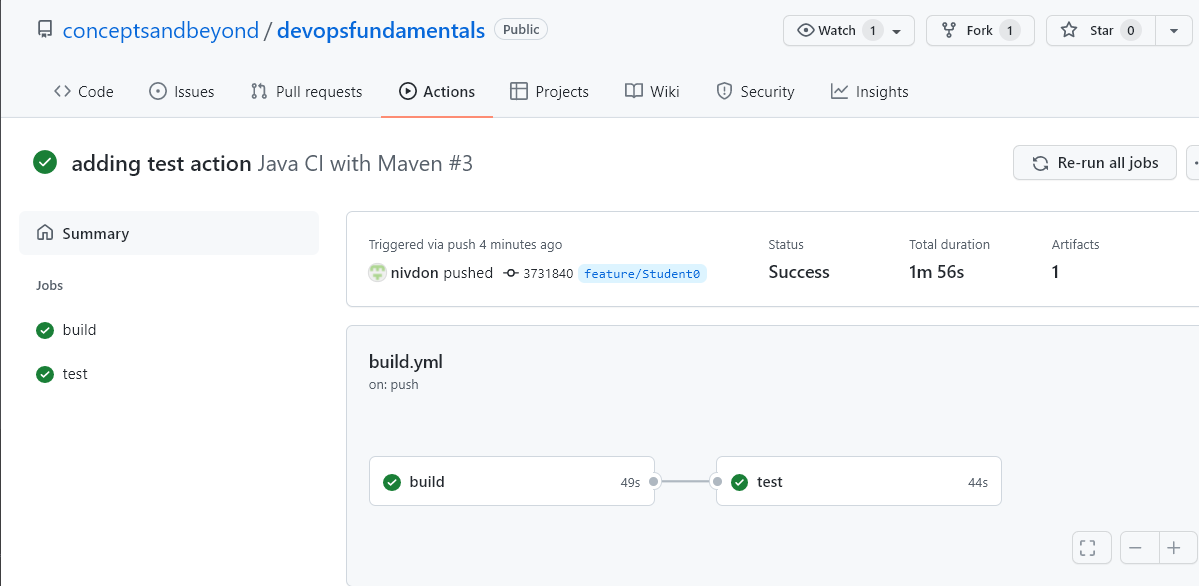 conceptsandbeyond / devopsfundamentals Public Watch 1 Fork 1 Star 0
Code Issues Pull requests Actions Projects Wiki Security Insights
adding test action Java CI with Maven #3 Re-run all jobs
Summary
Jobs
build
test
Triggered via push 4 minutes ago Status Total duration Artifacts
nivdon pushed 3731840 feature/Student0 Success 1m 56s 1
build.yml
on: push
build 49s test 44s